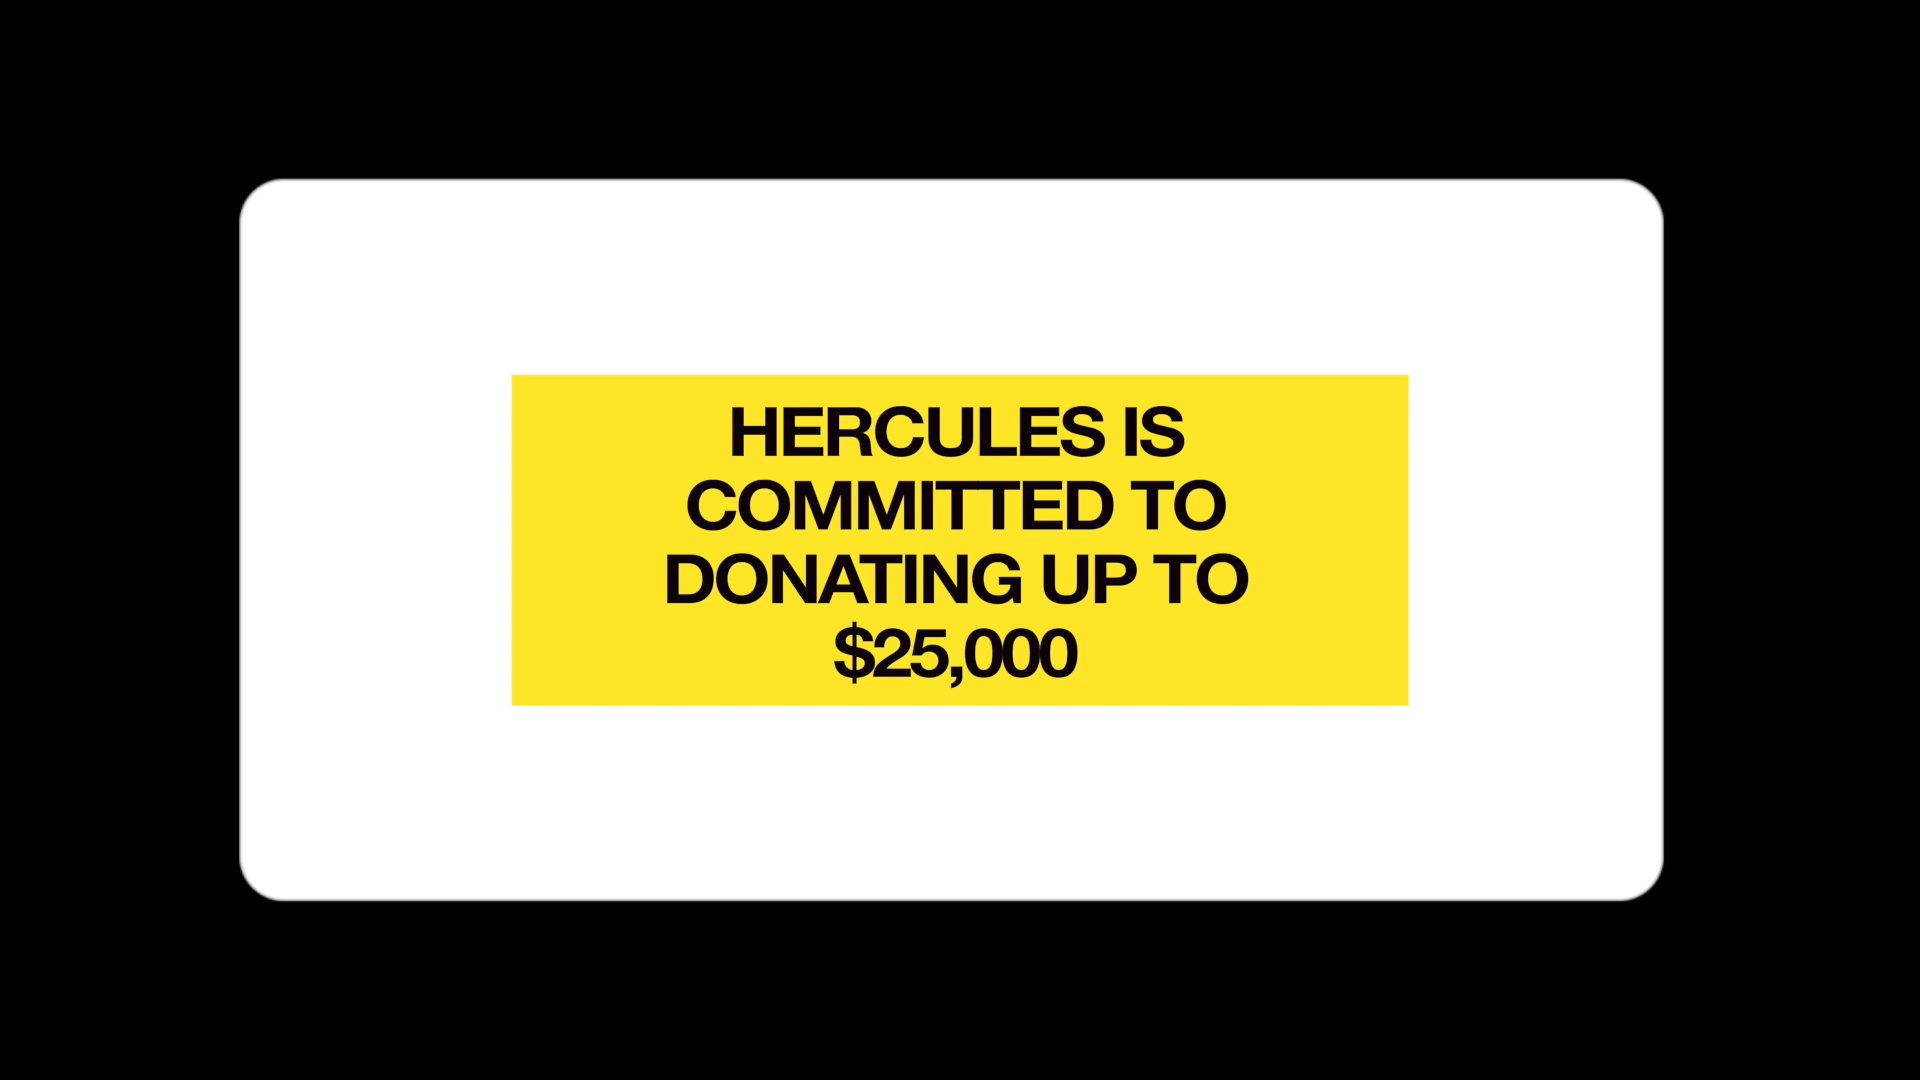 HERCULES IS
COMMITTED TO
DONATING UP TO
$25,000